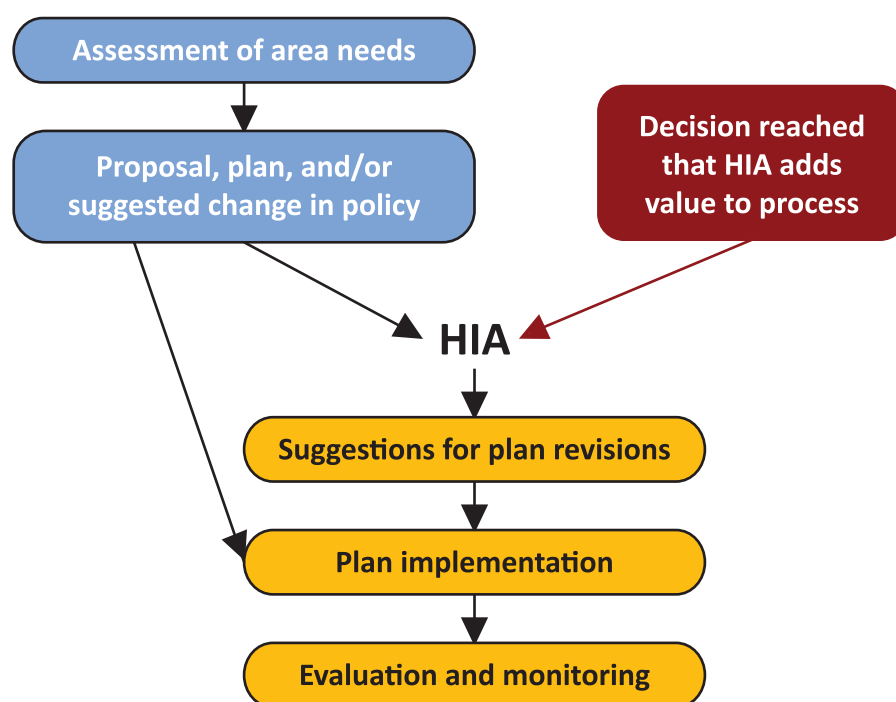 Assessment of area needs
Proposal, plan, and/or
suggested change in policy
Decision reached
that HIA adds
value to process
HIA
Suggestions for plan revisions
Plan implementation
Evaluation and monitoring